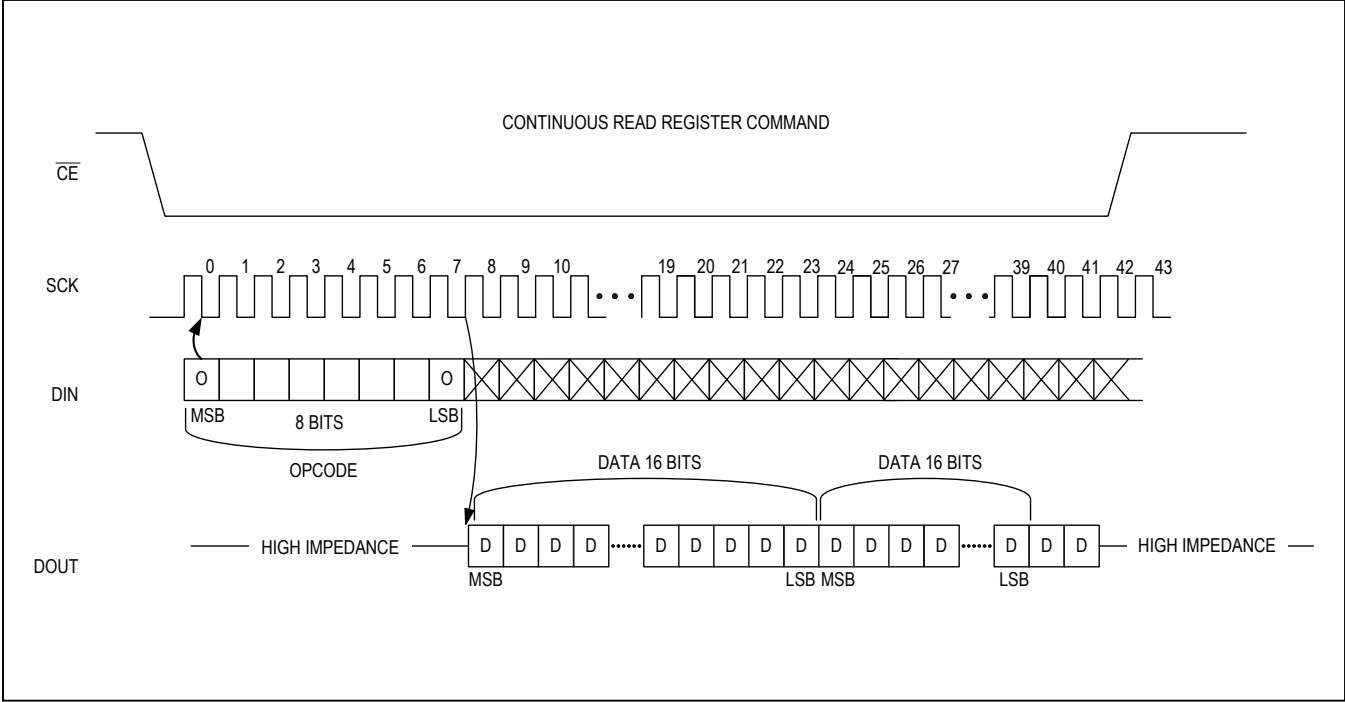 CONTINUOUS READ REGISTER COMMAND
CE
SCK
0 1 2 3 4 5 6 7 8 9 10 19 20 21 22 23 24 25 26 27 39 40 41 42 43
DIN
O O
MSB 8 BITS LSB
OPCODE
DATA 16 BITS DATA 16 BITS
DOUT
HIGH IMPEDANCE D D D D D D D D D D D D D D D D HIGH IMPEDANCE
MSB LSB MSB LSB